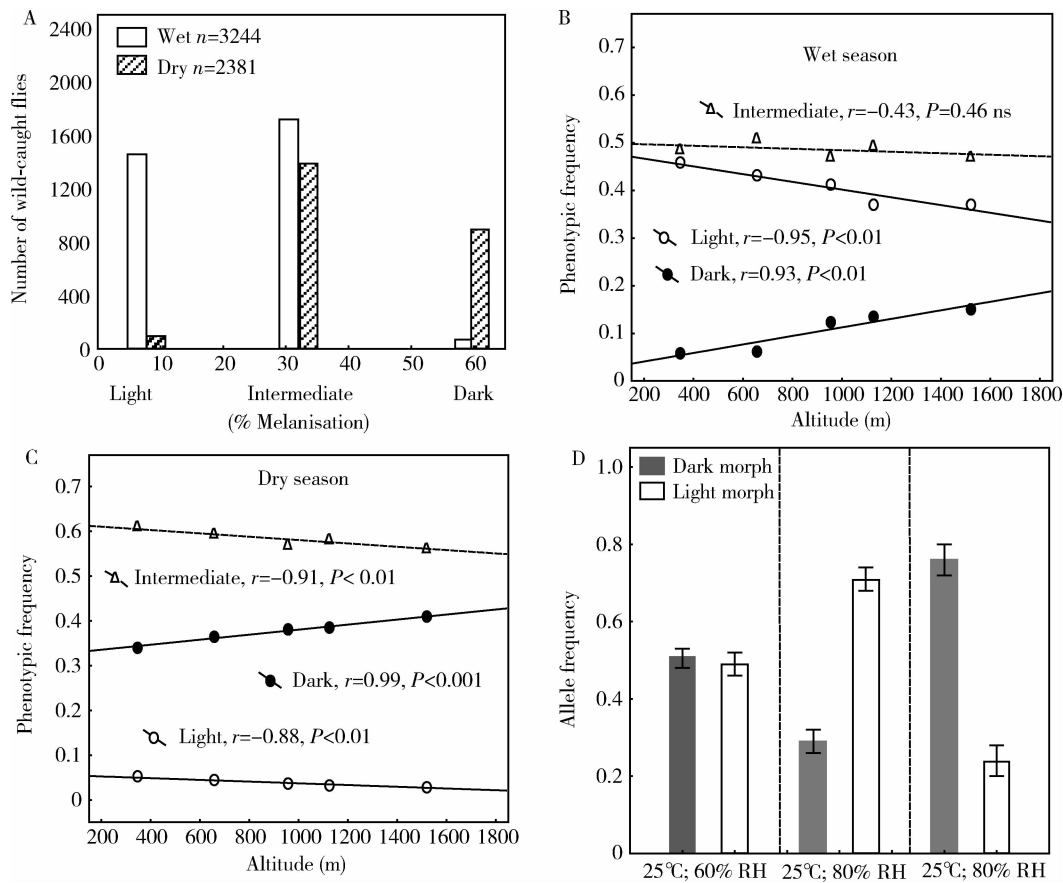 A
Number of wild-caught flies
2400
2000
1600
1200
800
400
0
Wet n=3244
Dry n=2381
0 10 20 30 40 50 60
Light Intermediate Dark
(% Melanisation)
B
Phenotypic frequency
0.7
0.6
0.5
0.4
0.3
0.2
0.1
0
Wet season
Intermediate, r=-0.43, P=0.46 ns
Light, r=-0.95, P<0.01
Dark, r=0.93, P<0.01
200 400 600 800 1000 1200 1400 1600 1800
Altitude (m)
C
Phenotypic frequency
0.7
0.6
0.5
0.4
0.3
0.2
0.1
0
Dry season
Intermediate, r=-0.91, P< 0.01
Dark, r=0.99, P<0.001
Light, r=-0.88, P<0.01
200 400 600 800 1000 1200 1400 1600 1800
Altitude (m)
D
Allele frequency
1.0
0.8
0.6
0.4
0.2
0
Dark morph
Light morph
25℃; 60% RH 25℃; 80% RH 25℃; 80% RH